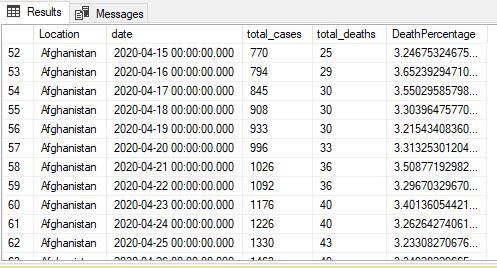 Results Messages
Location date total_cases total_deaths DeathPercentage
52 Afghanistan 2020-04-15 00:00:00.000 770 25 3.24675324675...
53 Afghanistan 2020-04-16 00:00:00.000 794 29 3.65239294710...
54 Afghanistan 2020-04-17 00:00:00.000 845 30 3.55029585798...
55 Afghanistan 2020-04-18 00:00:00.000 908 30 3.30396475770...
56 Afghanistan 2020-04-19 00:00:00.000 933 30 3.21543408360...
57 Afghanistan 2020-04-20 00:00:00.000 996 33 3.31325301204...
58 Afghanistan 2020-04-21 00:00:00.000 1026 36 3.50877192982...
59 Afghanistan 2020-04-22 00:00:00.000 1092 36 3.29670329670...
60 Afghanistan 2020-04-23 00:00:00.000 1176 40 3.40136054421...
61 Afghanistan 2020-04-24 00:00:00.000 1226 40 3.26264274061...
62 Afghanistan 2020-04-25 00:00:00.000 1330 43 3.23308270676...